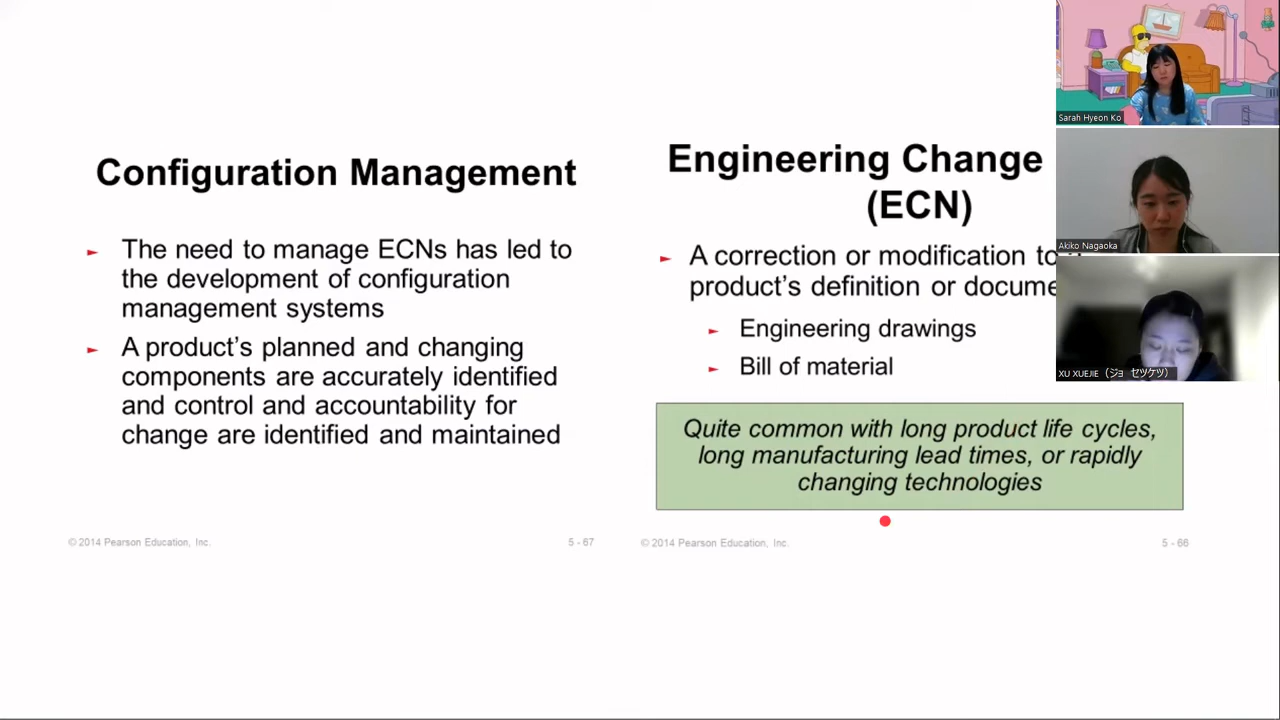 Configuration Management
► The need to manage ECNs has led to
the development of configuration
management systems
► A product's planned and changing
components are accurately identified
and control and accountability for
change are identified and maintained
© 2014 Pearson Education, Inc.
5 - 67
Engineering Change
(ECN)
► A correction or modification to
product's definition or docume
► Engineering drawings
► Bill of material
Quite common with long product life cycles,
long manufacturing lead times, or rapidly
changing technologies
© 2014 Pearson Education, Inc.
5 - 66
Sarah Hyeon Ko
Akiko Nagaoka
XU XUEJIE（ジョ セツケツ）